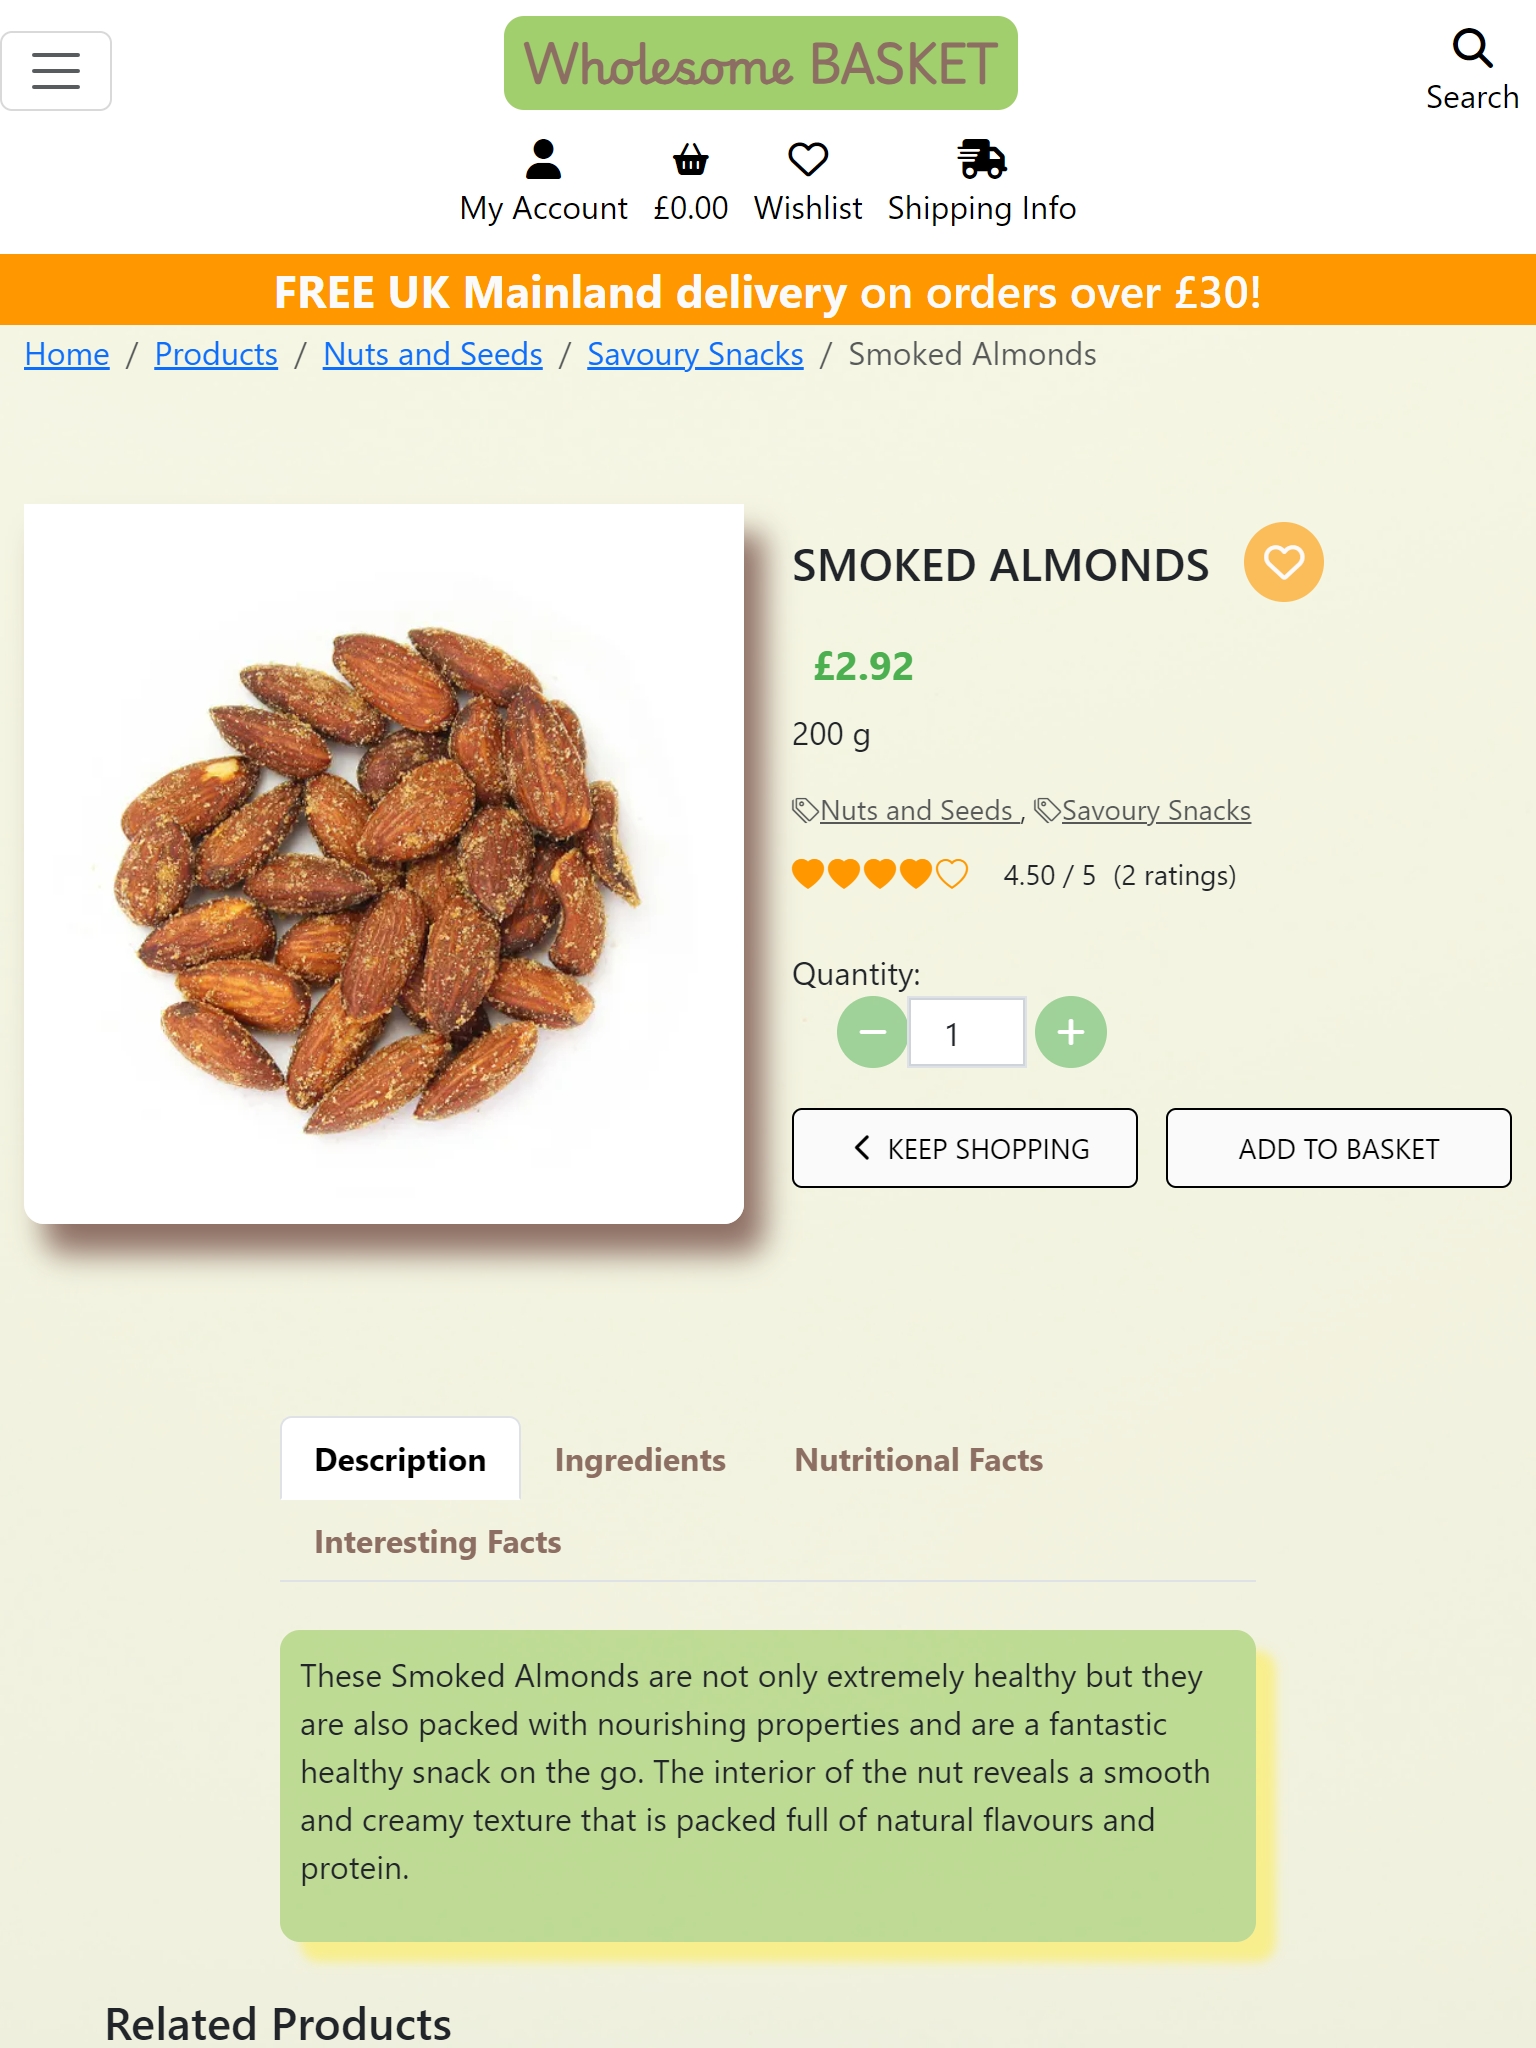 Wholesome BASKET
Search
My Account £0.00 Wishlist Shipping Info
FREE UK Mainland delivery on orders over £30!
Home / Products / Nuts and Seeds / Savoury Snacks / Smoked Almonds
SMOKED ALMONDS
£2.92
200 g
Nuts and Seeds , Savoury Snacks
4.50 / 5 (2 ratings)
Quantity:
1
KEEP SHOPPING
ADD TO BASKET
Description Ingredients Nutritional Facts
Interesting Facts
These Smoked Almonds are not only extremely healthy but they
are also packed with nourishing properties and are a fantastic
healthy snack on the go. The interior of the nut reveals a smooth
and creamy texture that is packed full of natural flavours and
protein.
Related Products